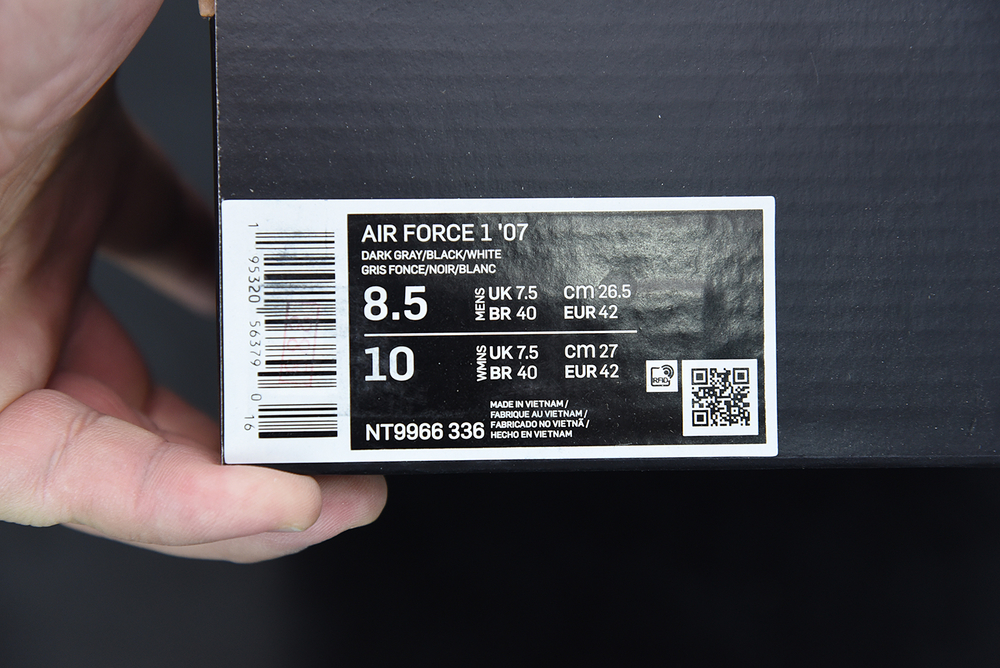 AIR FORCE 1 '07
DARK GRAY/BLACK/WHITE
GRIS FONCE/NOIR/BLANC
8.5 MENS UK 7.5 cm 26.5
BR 40 EUR 42
10 WMNS UK 7.5 cm 27
BR 40 EUR 42
RFID
NT9966 336
MADE IN VIETNAM /
FABRIQUE AU VIETNAM /
FABRICADO NO VIETNÃ /
HECHO EN VIETNAM
1 95320 56379 0 16